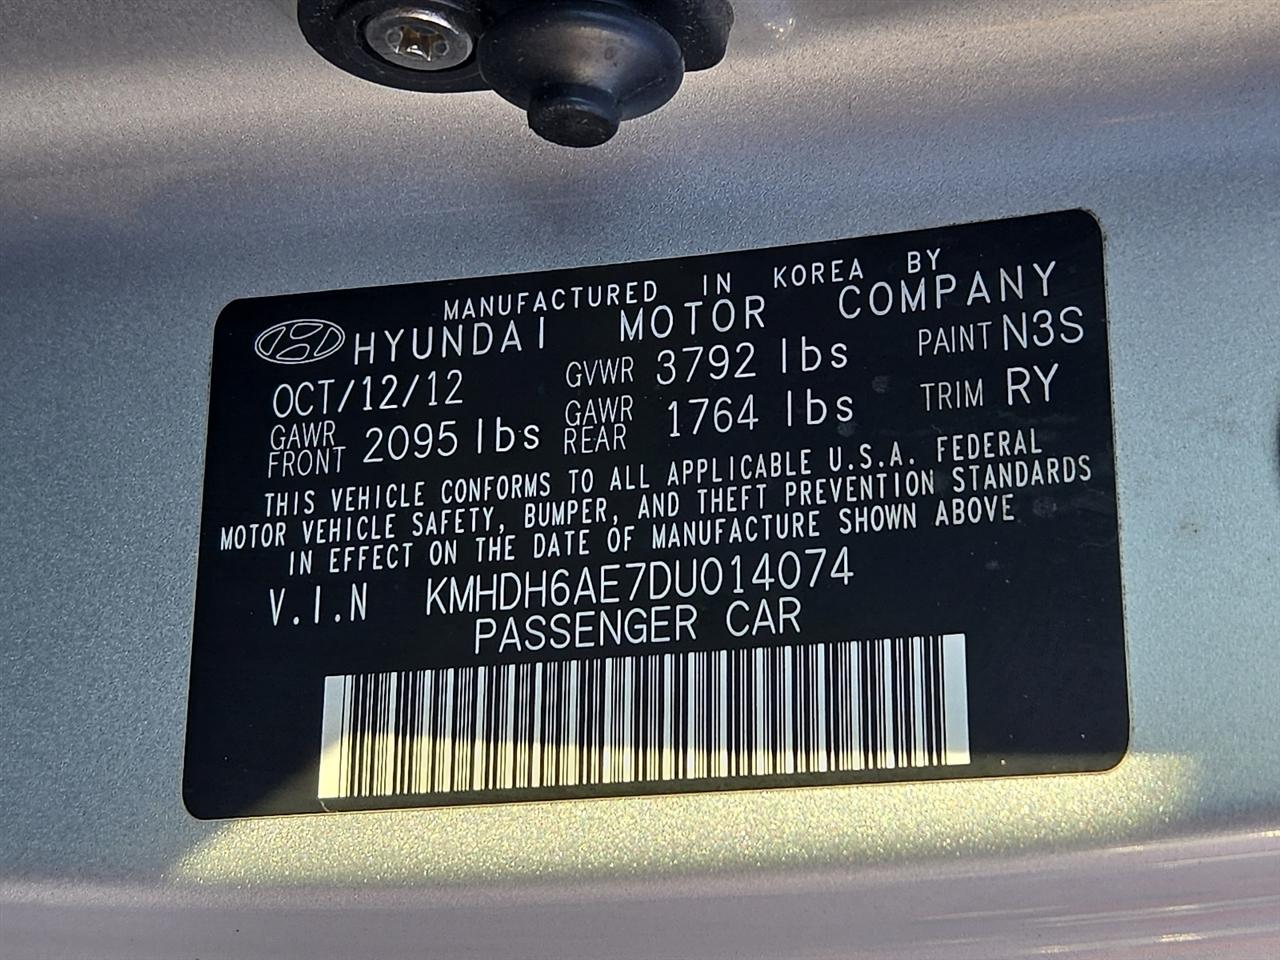 MANUFACTURED IN KOREA BY
HYUNDAI MOTOR COMPANY
OCT/12/12 GVWR 3792 lbs PAINT N3S
GAWR FRONT 2095 lbs GAWR REAR 1764 lbs TRIM RY
THIS VEHICLE CONFORMS TO ALL APPLICABLE U.S.A. FEDERAL
MOTOR VEHICLE SAFETY, BUMPER, AND THEFT PREVENTION STANDARDS
IN EFFECT ON THE DATE OF MANUFACTURE SHOWN ABOVE
V.I.N KMHDH6AE7DU014074
PASSENGER CAR